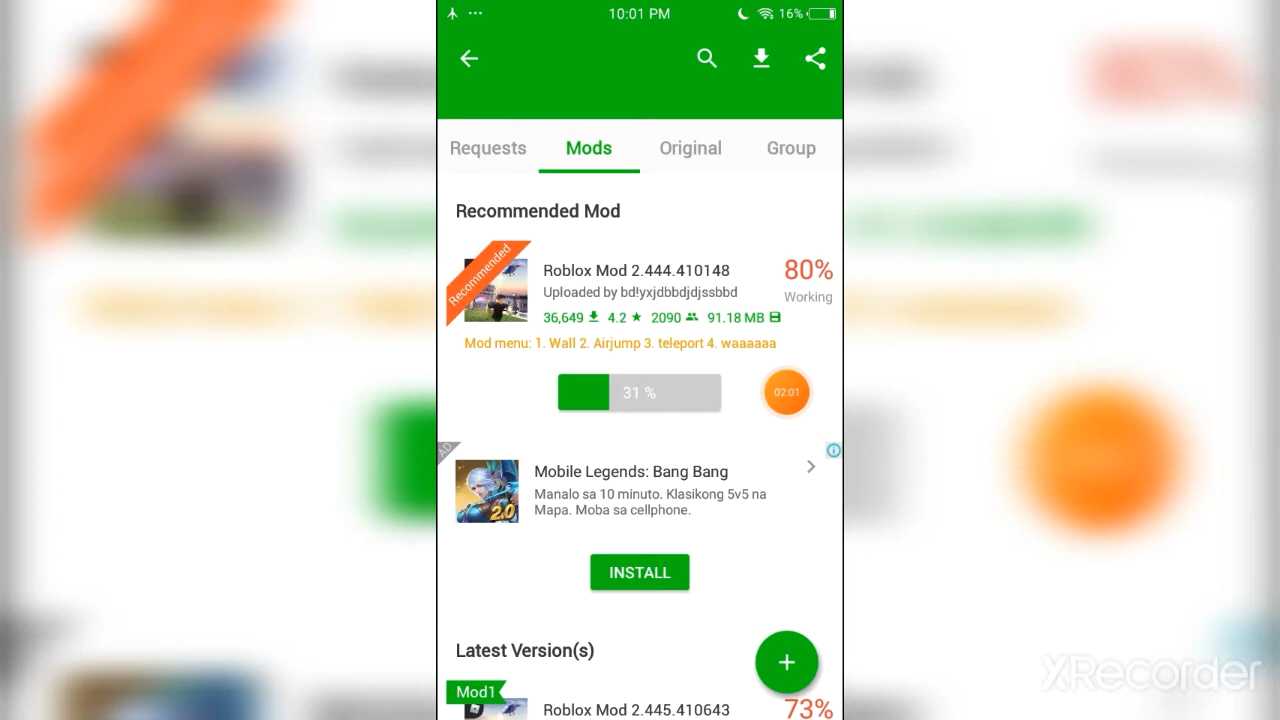 10:01 PM
16%
Requests
Mods
Original
Group
Recommended Mod
Recommended
Roblox Mod 2.444.410148
80%
Uploaded by bd!yxjdbbdjdjssbbd
Working
36,649 4.2 ★ 2090 91.18 MB
Mod menu: 1. Wall 2. Airjump 3. teleport 4. waaaaaa
31 %
02:01
AD
Mobile Legends: Bang Bang
Manalo sa 10 minuto. Klasikong 5v5 na
Mapa. Moba sa cellphone.
2.0
INSTALL
Latest Version(s)
+
Mod1
Roblox Mod 2.445.410643
73%
XRecorder